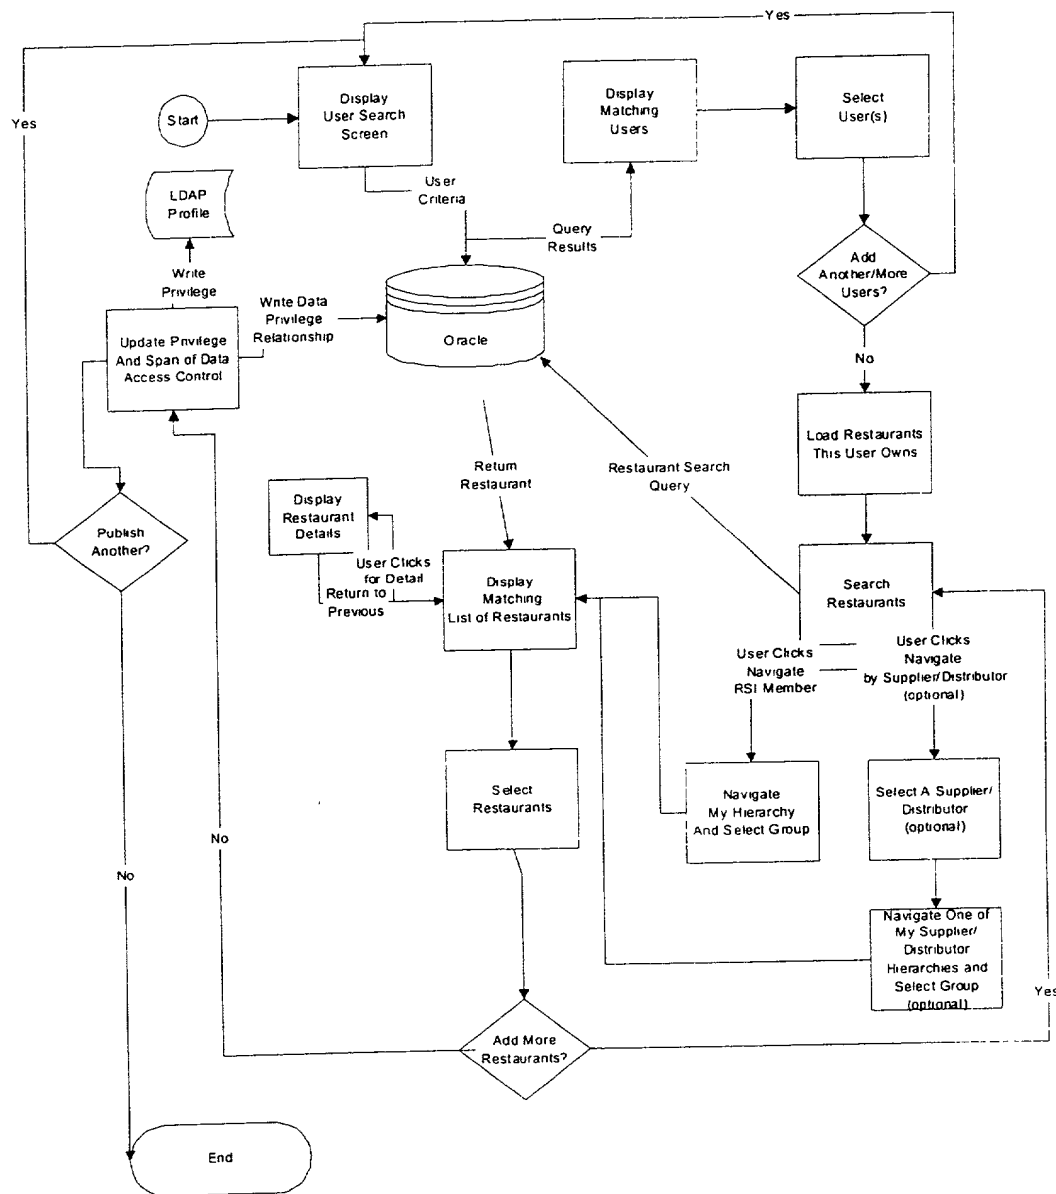 Yes
Yes
Start
Display
User Search
Screen
Display
Matching
Users
Select
User(s)
LDAP
Profile
User
Criteria
Query
Results
Add
Another/More
Users?
Write
Privilege
Write Data
Privilege
Relationship
Oracle
Update Privilege
And Span of Data
Access Control
No
Load Restaurants
This User Owns
Return
Restaurant
Restaurant Search
Query
Display
Restaurant
Details
Publish
Another?
User Clicks
for Detail
Return to
Previous
Display
Matching
List of Restaurants
Search
Restaurants
User Clicks
Navigate
RSI Member
User Clicks
Navigate
by Supplier/Distributor
(optional)
Select
Restaurants
Navigate
My Hierarchy
And Select Group
Select A Supplier/
Distributor
(optional)
No
No
Navigate One of
My Supplier/
Distributor
Hierarchies and
Select Group
(optional)
Yes
Add More
Restaurants?
End